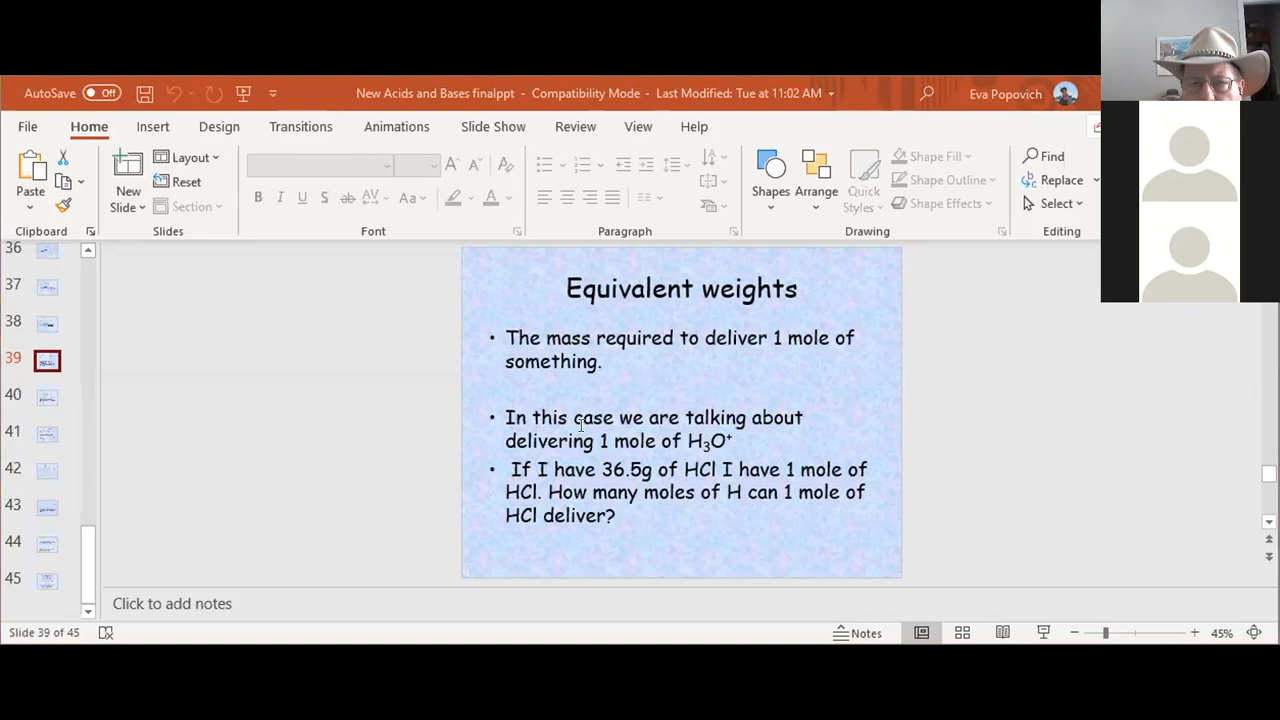 AutoSave Off New Acids and Bases finalppt - Compatibility Mode - Last Modified: Tue at 11:02 AM Eva Popovich
File Home Insert Design Transitions Animations Slide Show Review View Help
Paste
Clipboard
New
Slide
Layout
Reset
Section
Slides
B I U S ab AV Aa A
Font
Paragraph
Shapes
Arrange
Quick
Styles
Shape Fill
Shape Outline
Shape Effects
Drawing
Find
Replace
Select
Editing
36
37
38
39
40
41
42
43
44
45
Equivalent weights
• The mass required to deliver 1 mole of
something.
• In this case we are talking about
delivering 1 mole of H₃O⁺
• If I have 36.5g of HCl I have 1 mole of
HCl. How many moles of H can 1 mole of
HCl deliver?
Click to add notes
Slide 39 of 45 Notes 45%